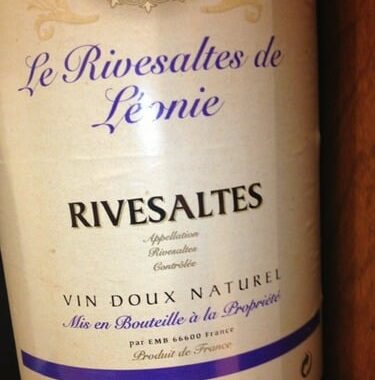 Le Rivesaltes de
Léonie
RIVESALTES
Appellation
Rivesaltes
Contrôlée
VIN DOUX NATUREL
Mis en Bouteille à la Propriété
par EMB 66600 France
Produit de France